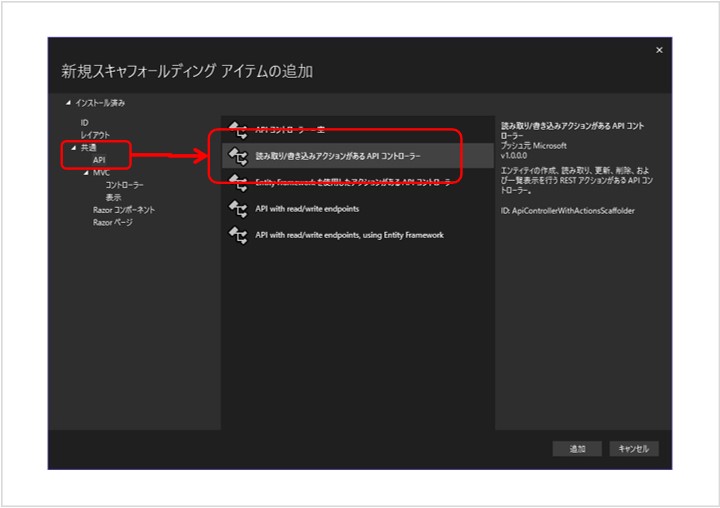 新規スキャフォールディング アイテムの追加
インストール済み
ID
レイアウト
共通
API
MVC
コントローラー
表示
Razor コンポーネント
Razor ページ
API コントローラー - 空
読み取り/書き込みアクションがある API コントローラー
Entity Framework を使用したアクションがある API コントローラー
API with read/write endpoints
API with read/write endpoints, using Entity Framework
読み取り/書き込みアクションがある API コント
ローラー
プッシュ元 Microsoft
v1.0.0.0
エンティティの作成、読み取り、更新、削除、およ
び一覧表示を行う REST アクションがある API コン
トローラー。
ID: ApiControllerWithActionsScaffolder
追加
キャンセル